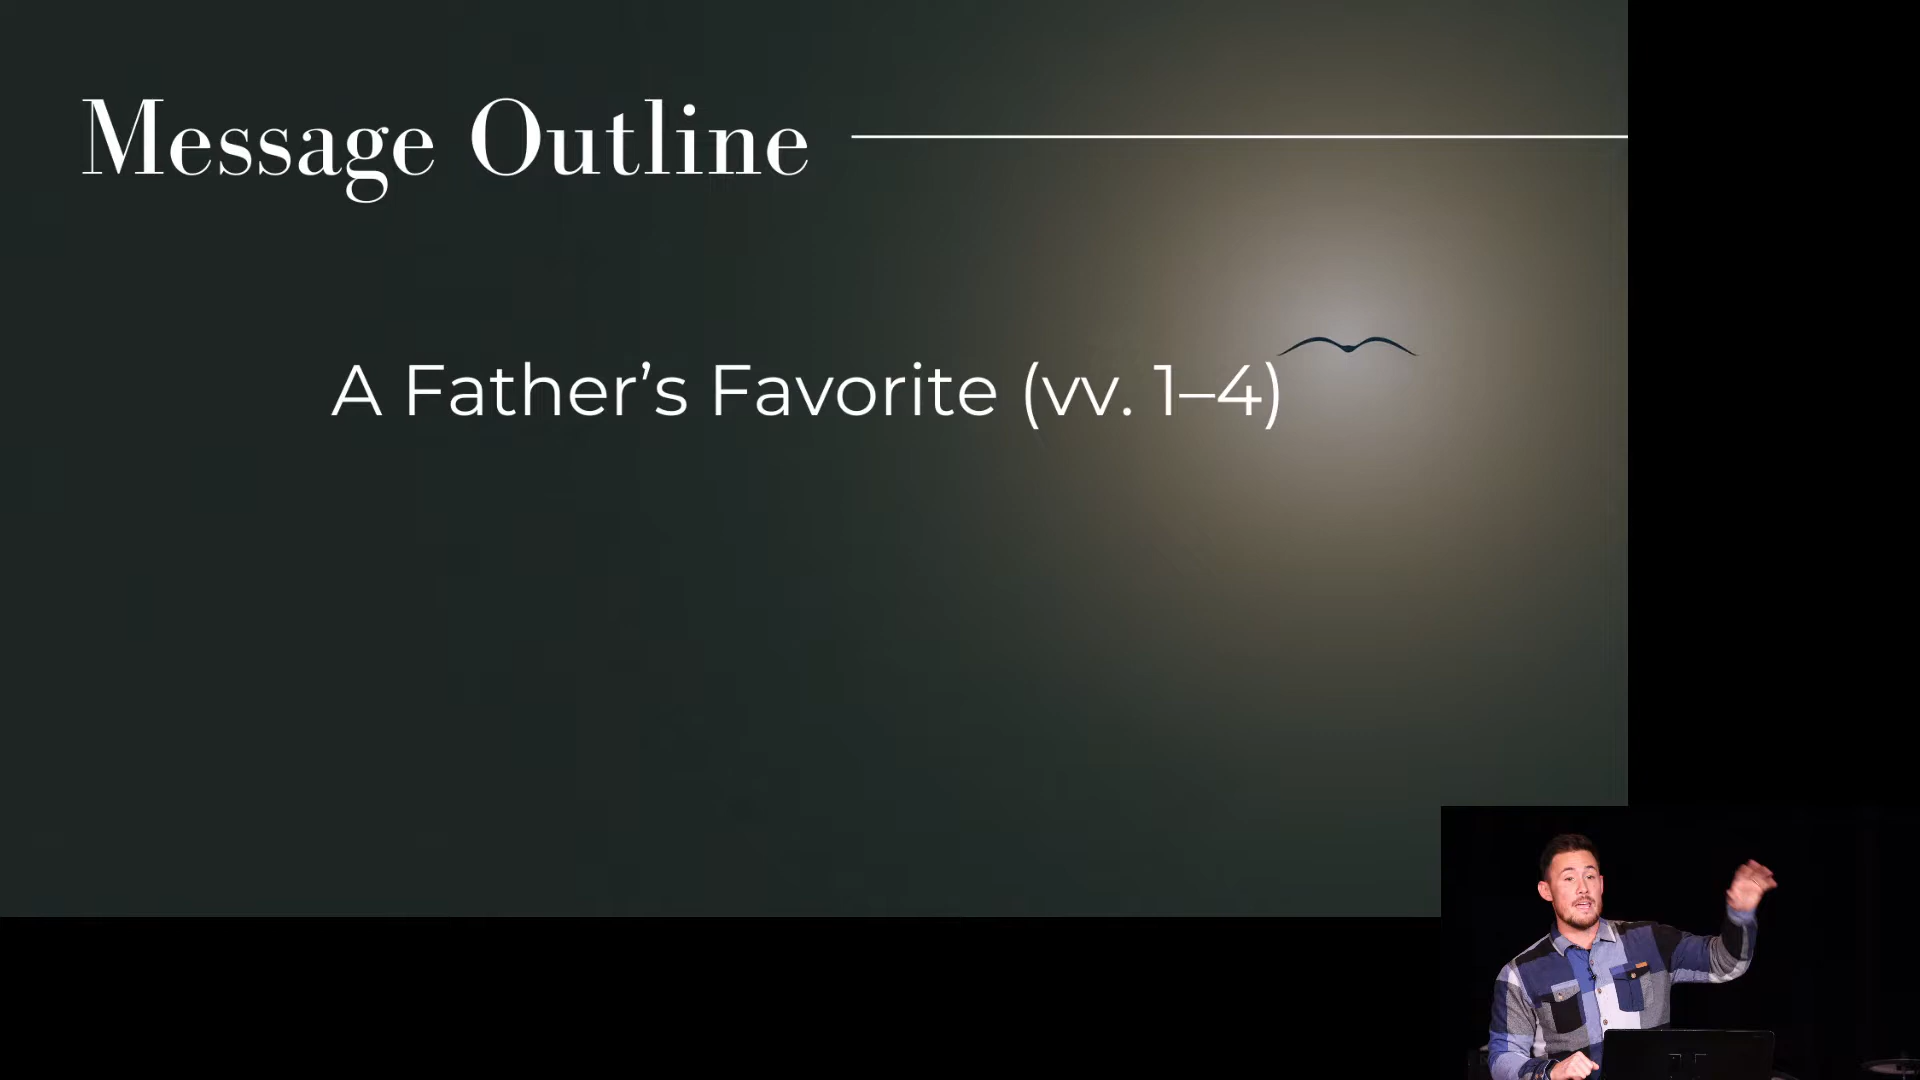 Message Outline
A Father’s Favorite (vv. 1–4)